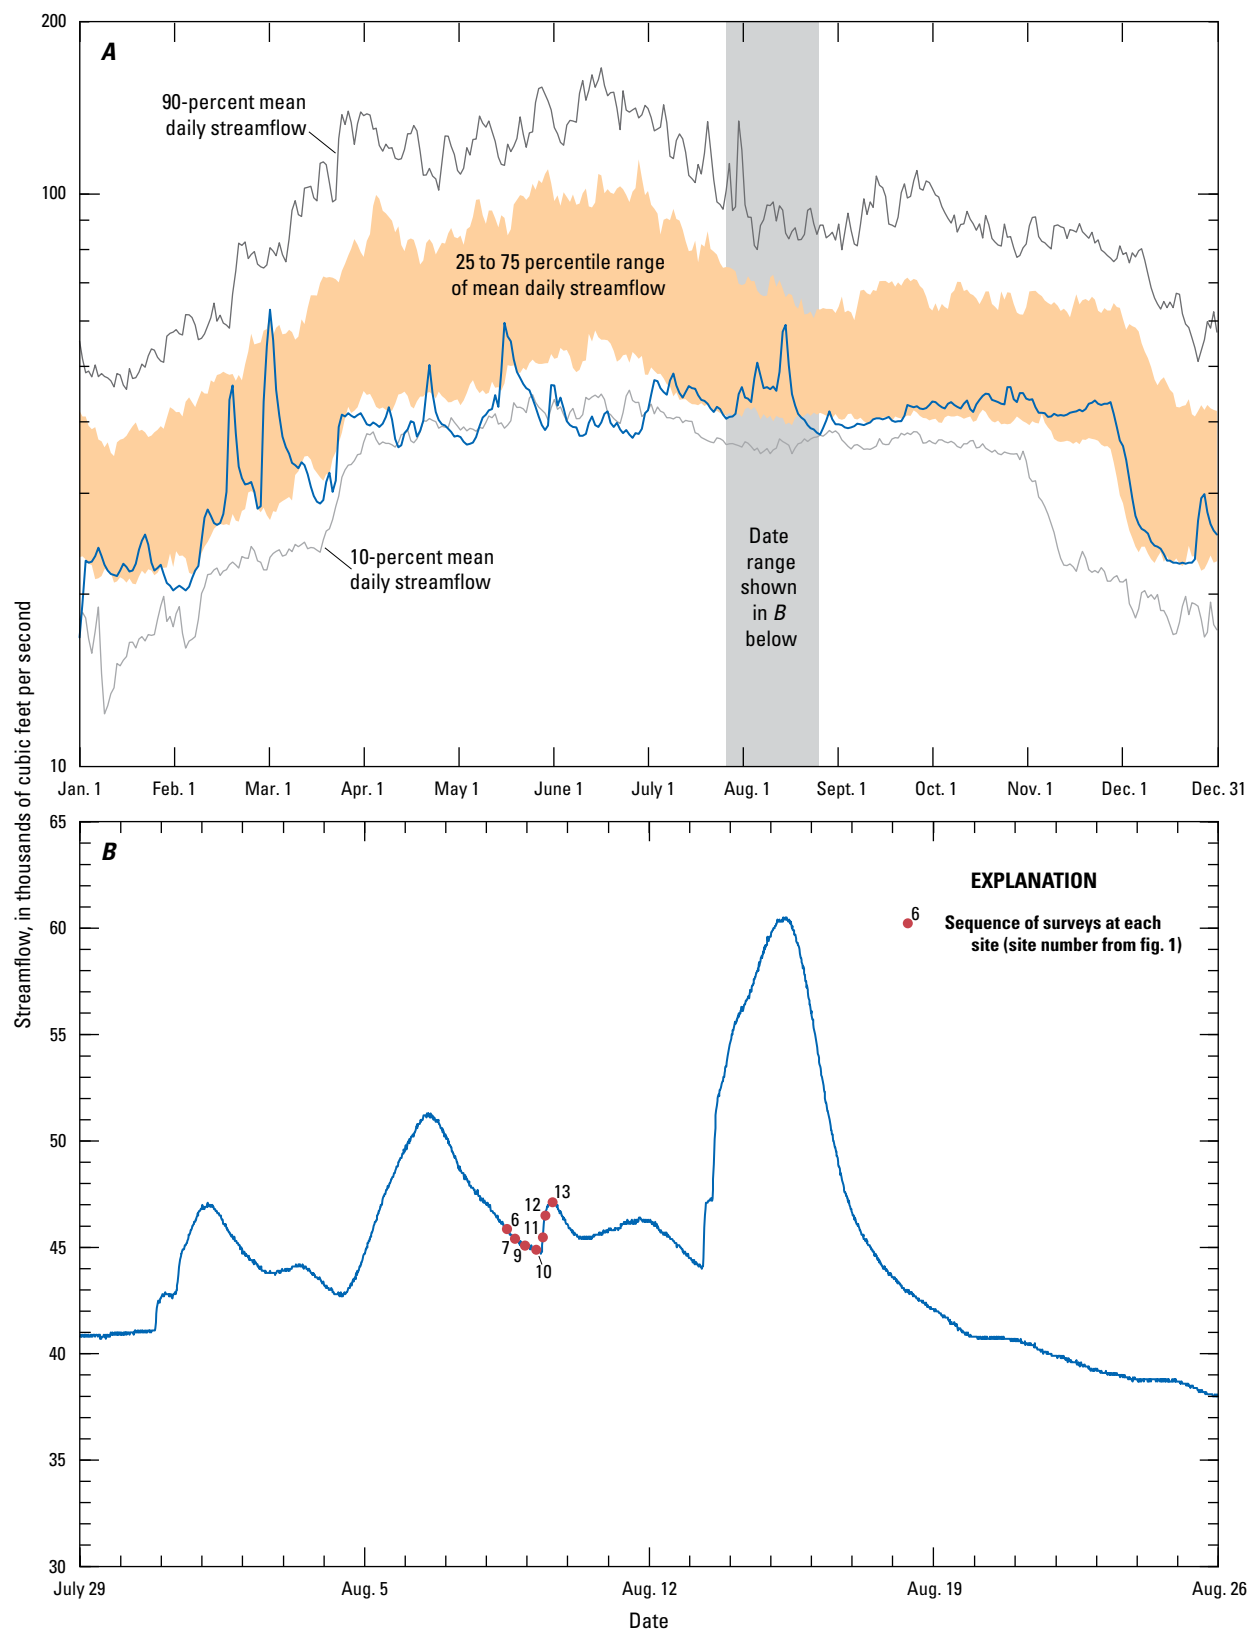 Streamflow, in thousands of cubic feet per second
A
200
100
10
90-percent mean
daily streamflow
25 to 75 percentile range
of mean daily streamflow
10-percent mean
daily streamflow
Date
range
shown
in B
below
Jan. 1 Feb. 1 Mar. 1 Apr. 1 May 1 June 1 July 1 Aug. 1 Sept. 1 Oct. 1 Nov. 1 Dec. 1 Dec. 31
B
65
60
55
50
45
40
35
30
EXPLANATION
6
Sequence of surveys at each
site (site number from fig. 1)
13
12
6
11
7
9
10
July 29 Aug. 5 Aug. 12 Aug. 19 Aug. 26
Date